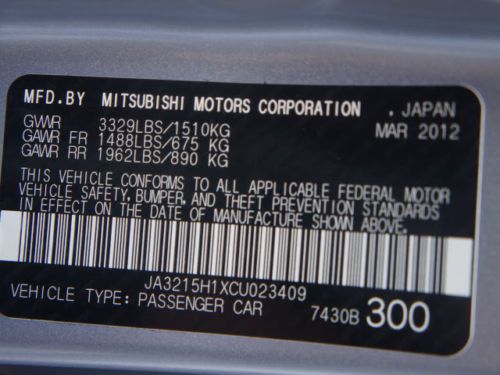 MFD.BY MITSUBISHI MOTORS CORPORATION . JAPAN
GVWR 3329LBS/1510KG MAR 2012
GAWR FR 1488LBS/675 KG
GAWR RR 1962LBS/890 KG
THIS VEHICLE CONFORMS TO ALL APPLICABLE FEDERAL MOTOR
VEHICLE SAFETY, BUMPER, AND THEFT PREVENTION STANDARDS
IN EFFECT ON THE DATE OF MANUFACTURE SHOWN ABOVE.
JA3215H1XCU023409
VEHICLE TYPE: PASSENGER CAR 7430B 300